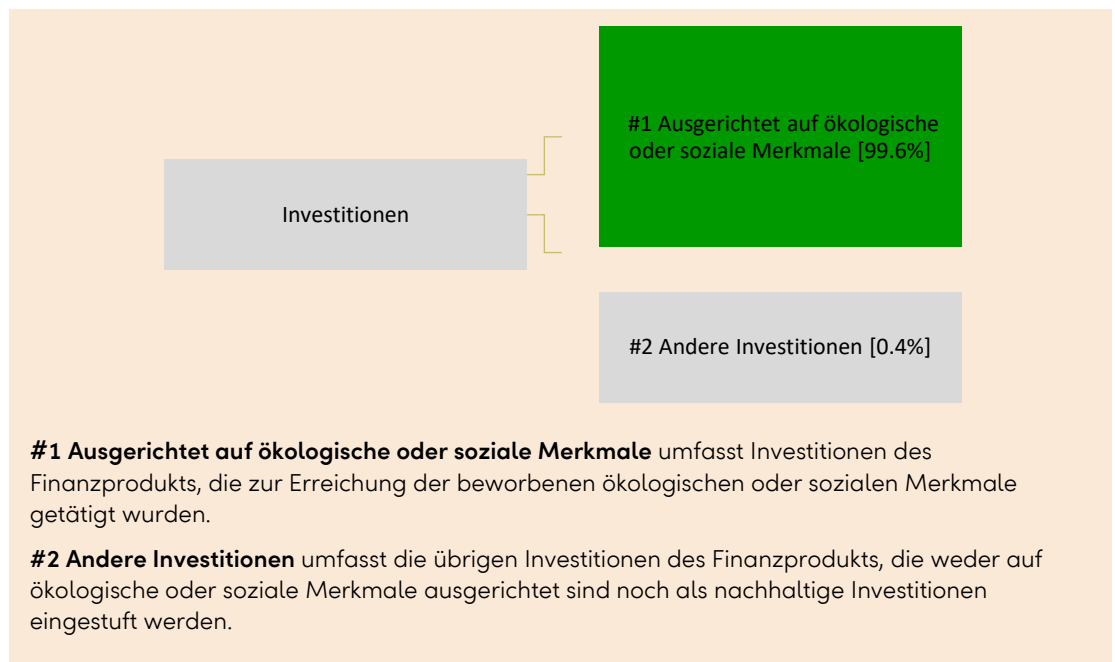 #1 Ausgerichtet auf ökologische
oder soziale Merkmale [99.6%]
Investitionen
#2 Andere Investitionen [0.4%]
#1 Ausgerichtet auf ökologische oder soziale Merkmale umfasst Investitionen des
Finanzprodukts, die zur Erreichung der beworbenen ökologischen oder sozialen Merkmale
getätigt wurden.
#2 Andere Investitionen umfasst die übrigen Investitionen des Finanzprodukts, die weder auf
ökologische oder soziale Merkmale ausgerichtet sind noch als nachhaltige Investitionen
eingestuft werden.